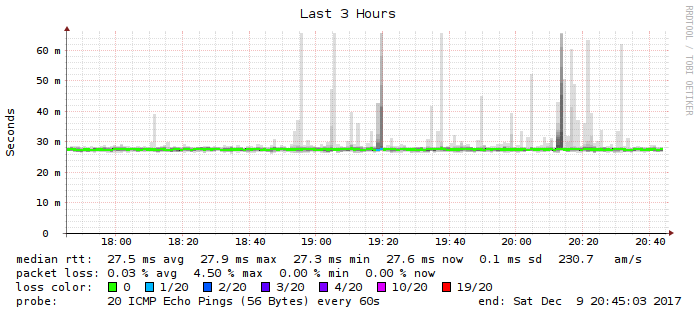 Last 3 Hours
RRDTOOL / TOBI OETIKER
Seconds
60 m
50 m
40 m
30 m
20 m
10 m
0
18:00 18:20 18:40 19:00 19:20 19:40 20:00 20:20 20:40
median rtt: 27.5 ms avg 27.9 ms max 27.3 ms min 27.6 ms now 0.1 ms sd 230.7 am/s
packet loss: 0.03 % avg 4.50 % max 0.00 % min 0.00 % now
loss color: 0 1/20 2/20 3/20 4/20 10/20 19/20
probe: 20 ICMP Echo Pings (56 Bytes) every 60s end: Sat Dec 9 20:45:03 2017